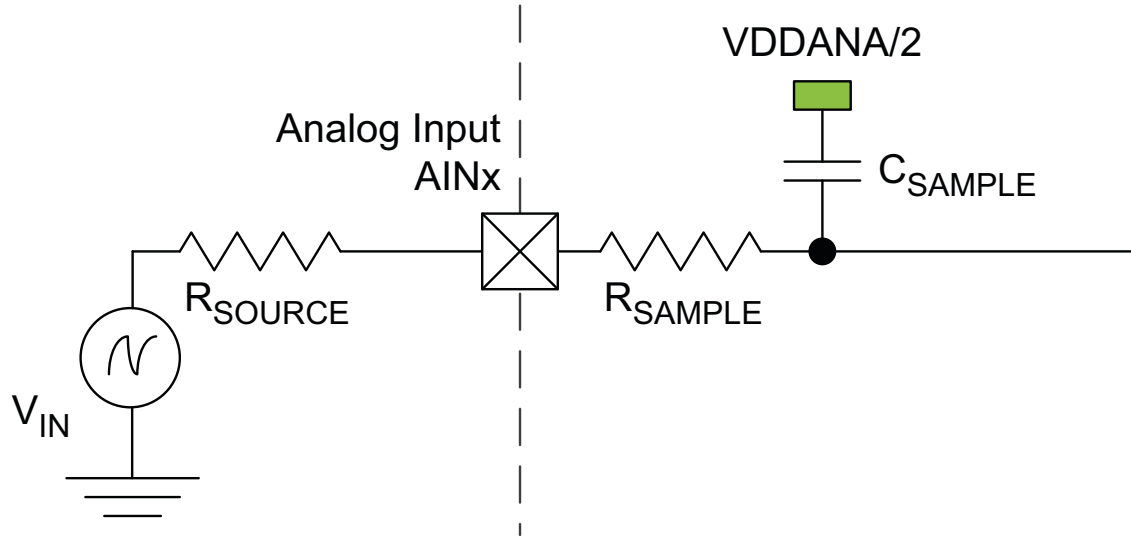 VDDANA/2
Analog Input
AINx
CSAMPLE
RSOURCE
RSAMPLE
VIN